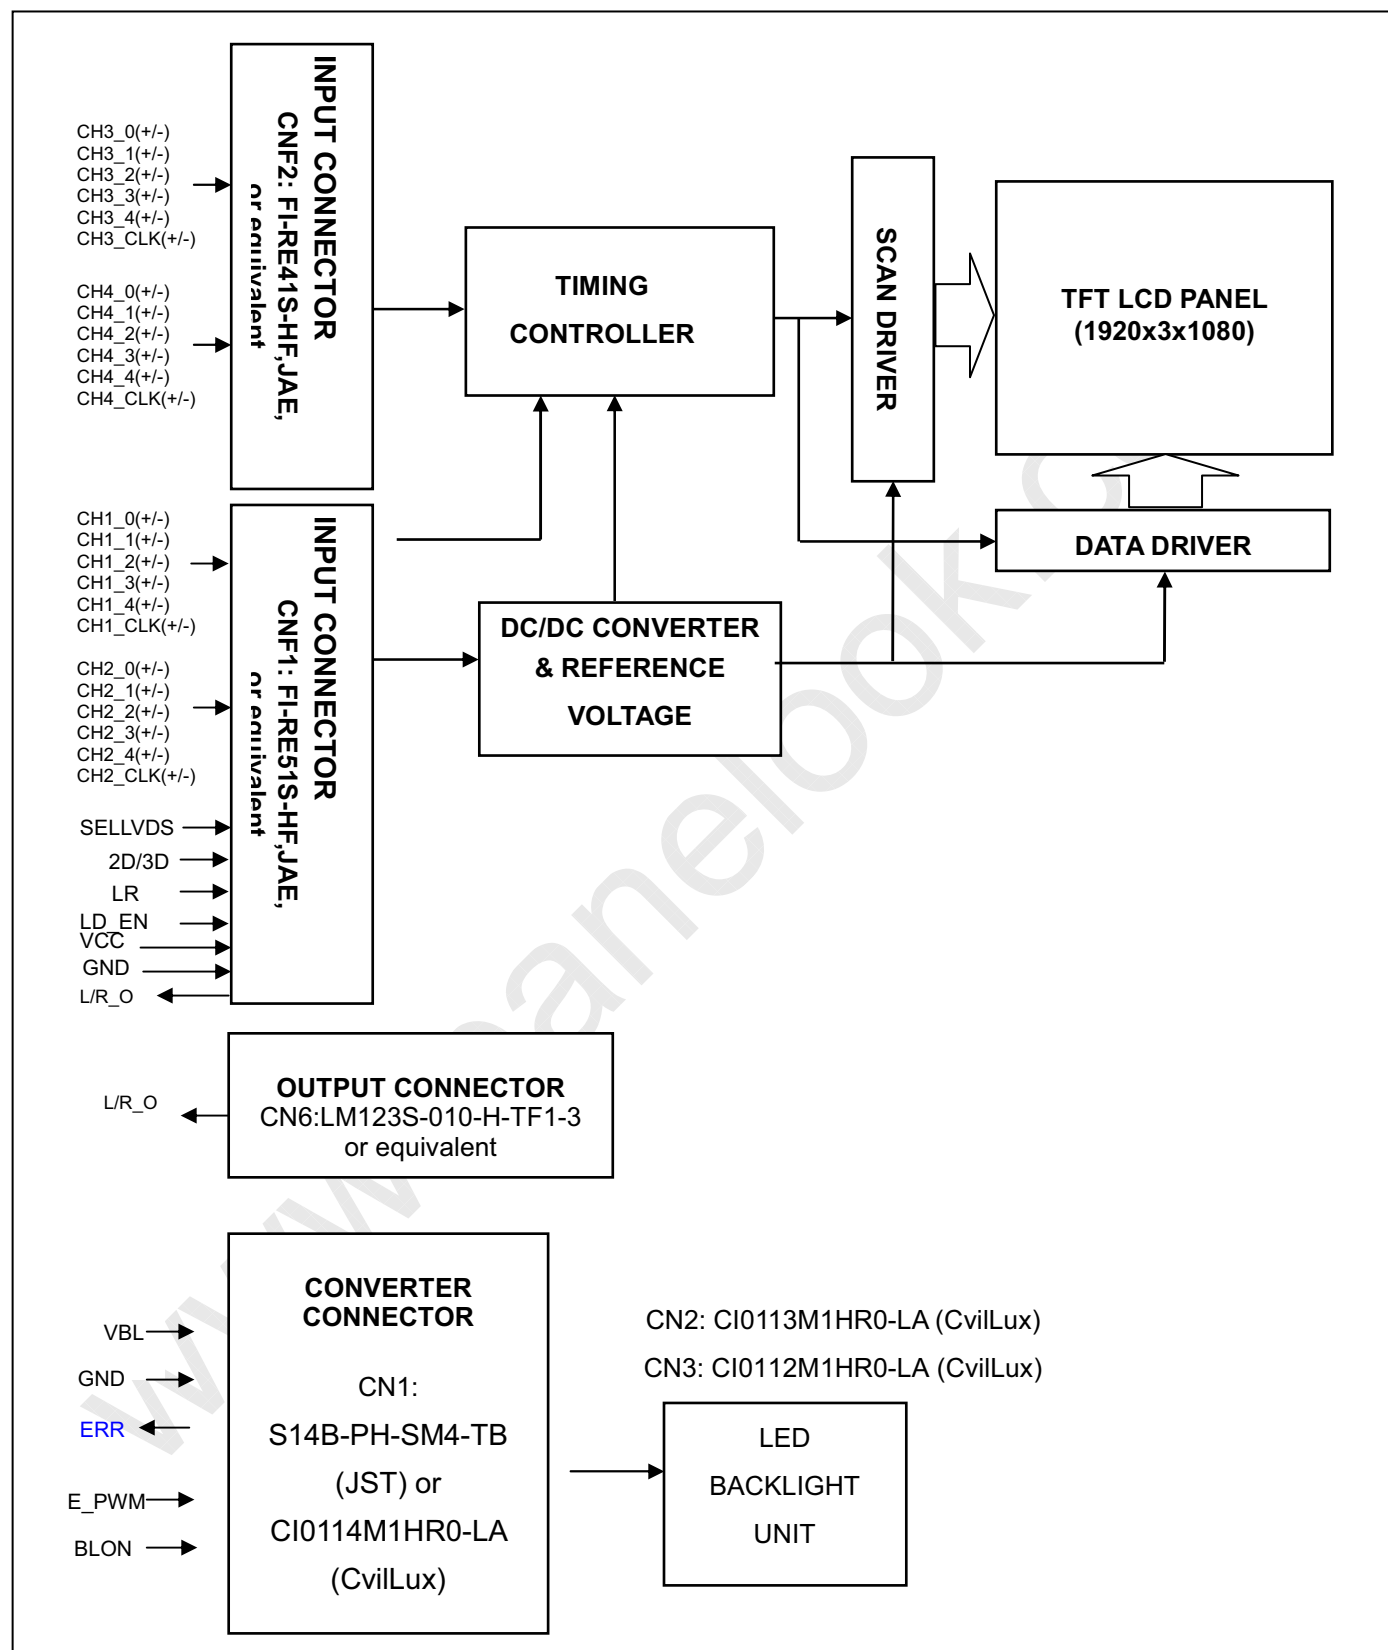 CH3_0(+/-)
CH3_1(+/-)
CH3_2(+/-)
CH3_3(+/-)
CH3_4(+/-)
CH3_CLK(+/-)
CH4_0(+/-)
CH4_1(+/-)
CH4_2(+/-)
CH4_3(+/-)
CH4_4(+/-)
CH4_CLK(+/-)
INPUT CONNECTOR
CNF2: FI-RE41S-HF,JAE,
or equivalent
TIMING
CONTROLLER
SCAN DRIVER
TFT LCD PANEL
(1920x3x1080)
DATA DRIVER
CH1_0(+/-)
CH1_1(+/-)
CH1_2(+/-)
CH1_3(+/-)
CH1_4(+/-)
CH1_CLK(+/-)
CH2_0(+/-)
CH2_1(+/-)
CH2_2(+/-)
CH2_3(+/-)
CH2_4(+/-)
CH2_CLK(+/-)
SELLVDS
2D/3D
LR
LD_EN
VCC
GND
L/R_O
INPUT CONNECTOR
CNF1: FI-RE51S-HF,JAE,
or equivalent
DC/DC CONVERTER
& REFERENCE
VOLTAGE
L/R_O
OUTPUT CONNECTOR
CN6:LM123S-010-H-TF1-3
or equivalent
VBL
GND
ERR
E_PWM
BLON
CONVERTER
CONNECTOR
CN1:
S14B-PH-SM4-TB
(JST) or
CI0114M1HR0-LA
(CvilLux)
CN2: CI0113M1HR0-LA (CvilLux)
CN3: CI0112M1HR0-LA (CvilLux)
LED
BACKLIGHT
UNIT